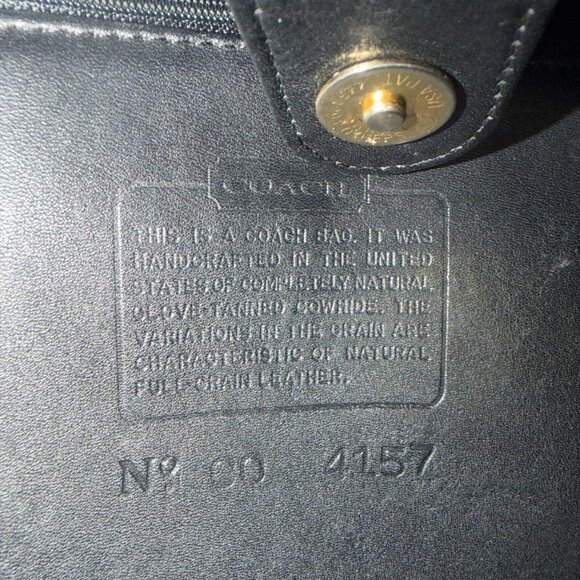 COACH
THIS IS A COACH BAG. IT WAS
HANDCRAFTED IN THE UNITED
STATES OF COMPLETELY NATURAL
GLOVE-TANNED COWHIDE. THE
VARIATIONS IN THE GRAIN ARE
CHARACTERISTIC OF NATURAL
FULL-GRAIN LEATHER.
Nº 00 4157